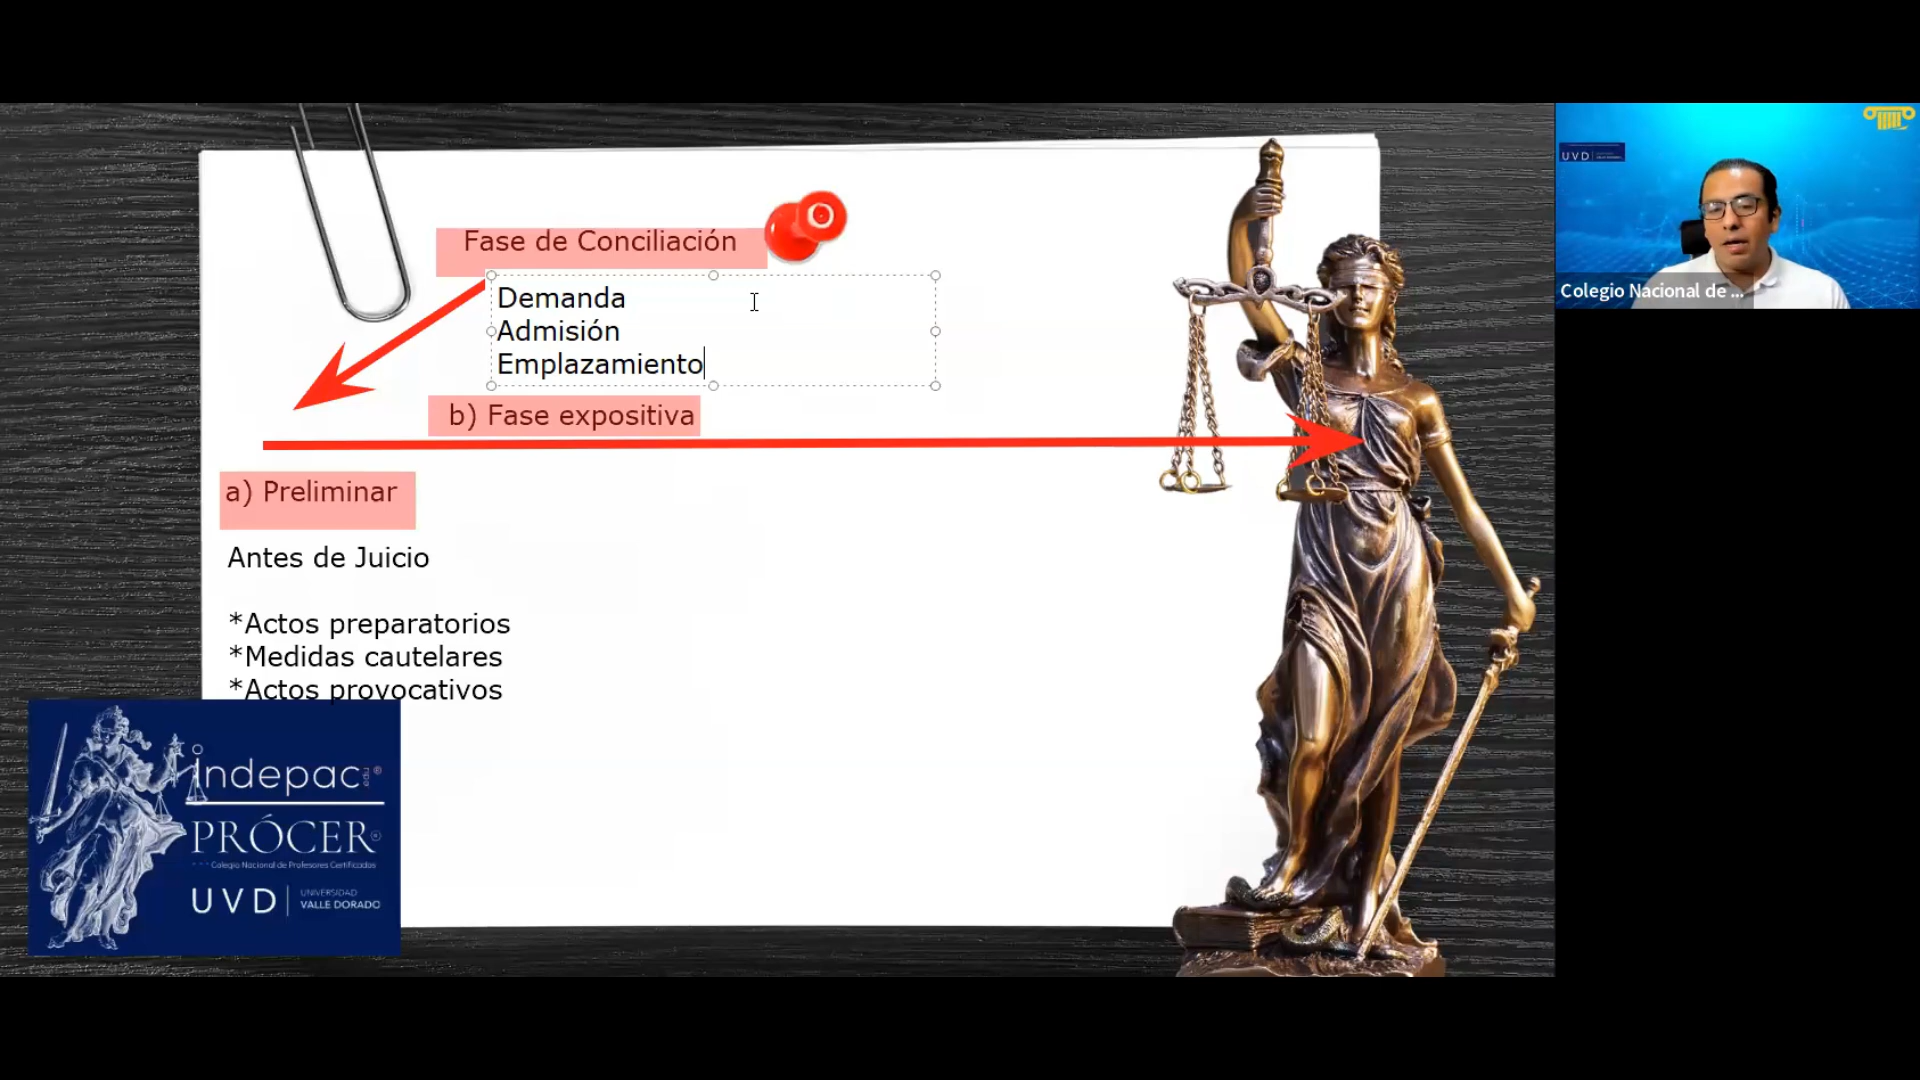 Fase de Conciliación
Demanda
Admisión
Emplazamiento
b) Fase expositiva
a) Preliminar
Antes de Juicio
*Actos preparatorios
*Medidas cautelares
*Actos provocativos
indepac
PRÓCER
Colegio Nacional de Profesores Certificados
UVD
UNIVERSIDAD
VALLE DORADO
UVD
Colegio Nacional de ...